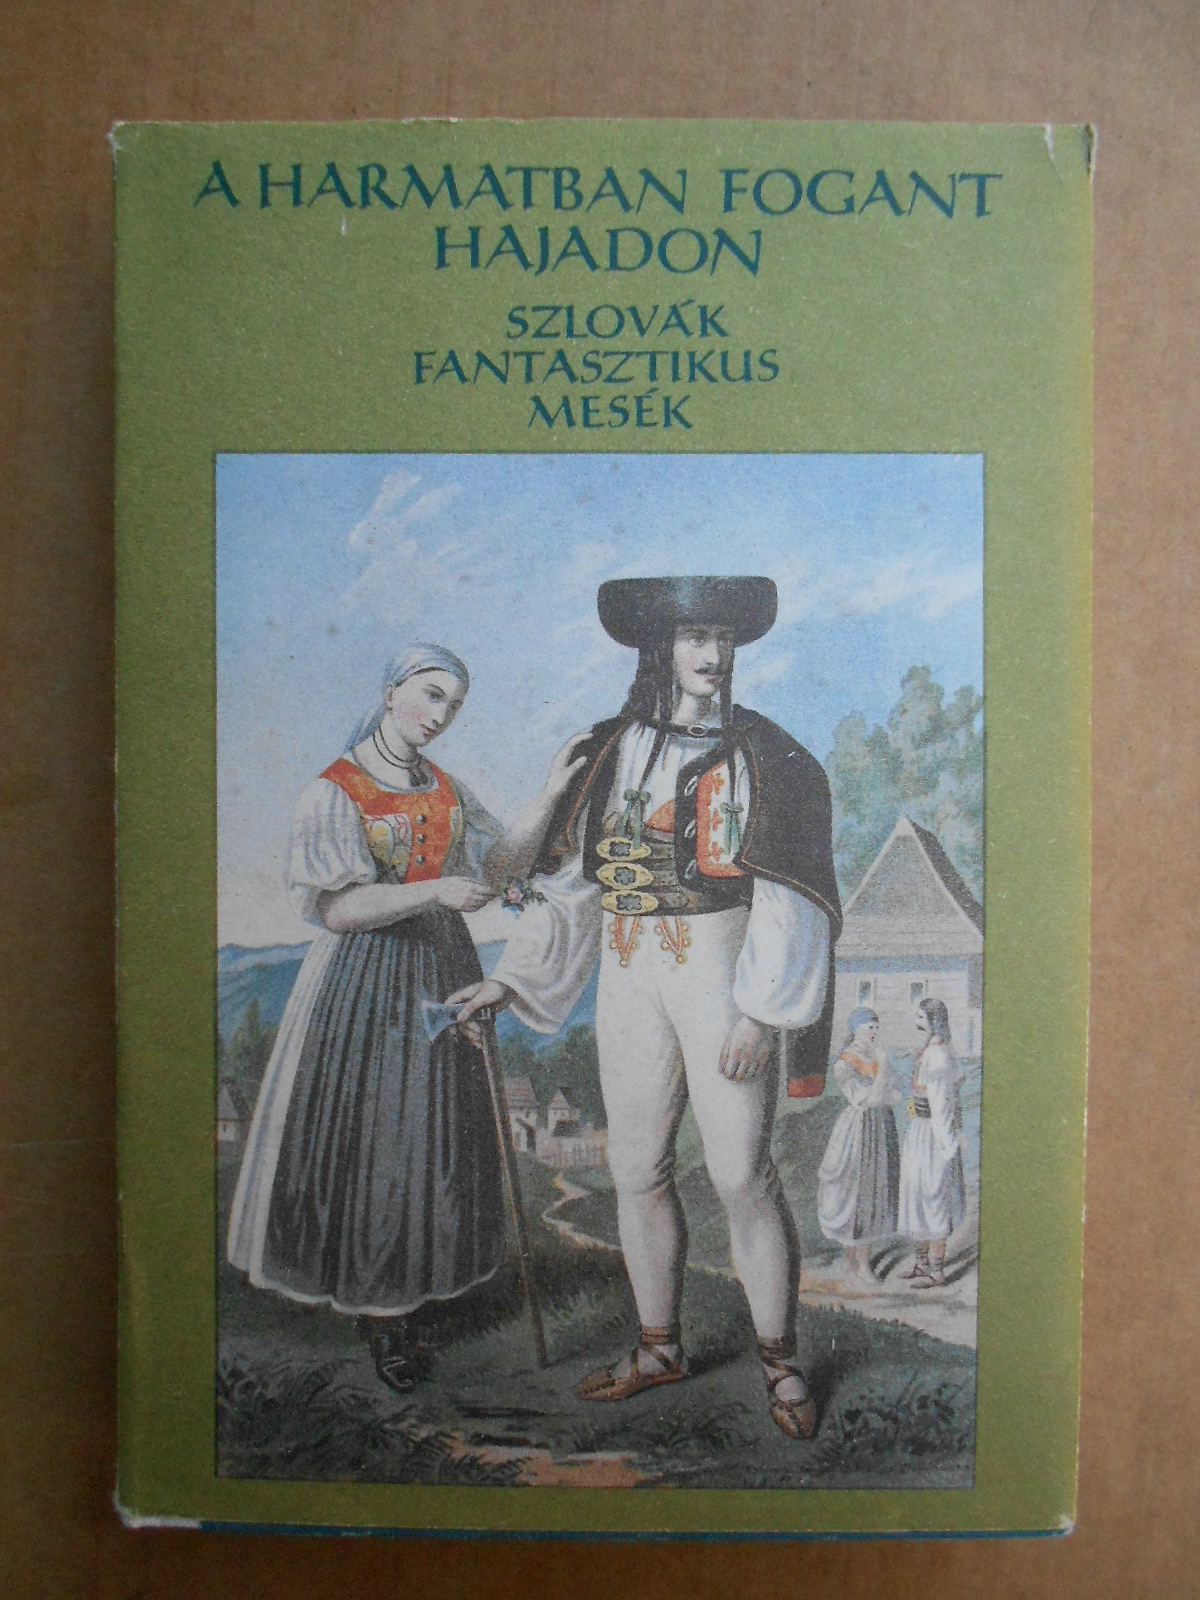 A HARMATBAN FOGANT
HAJADON
SZLOVÁK
FANTASZTIKUS
MESÉK